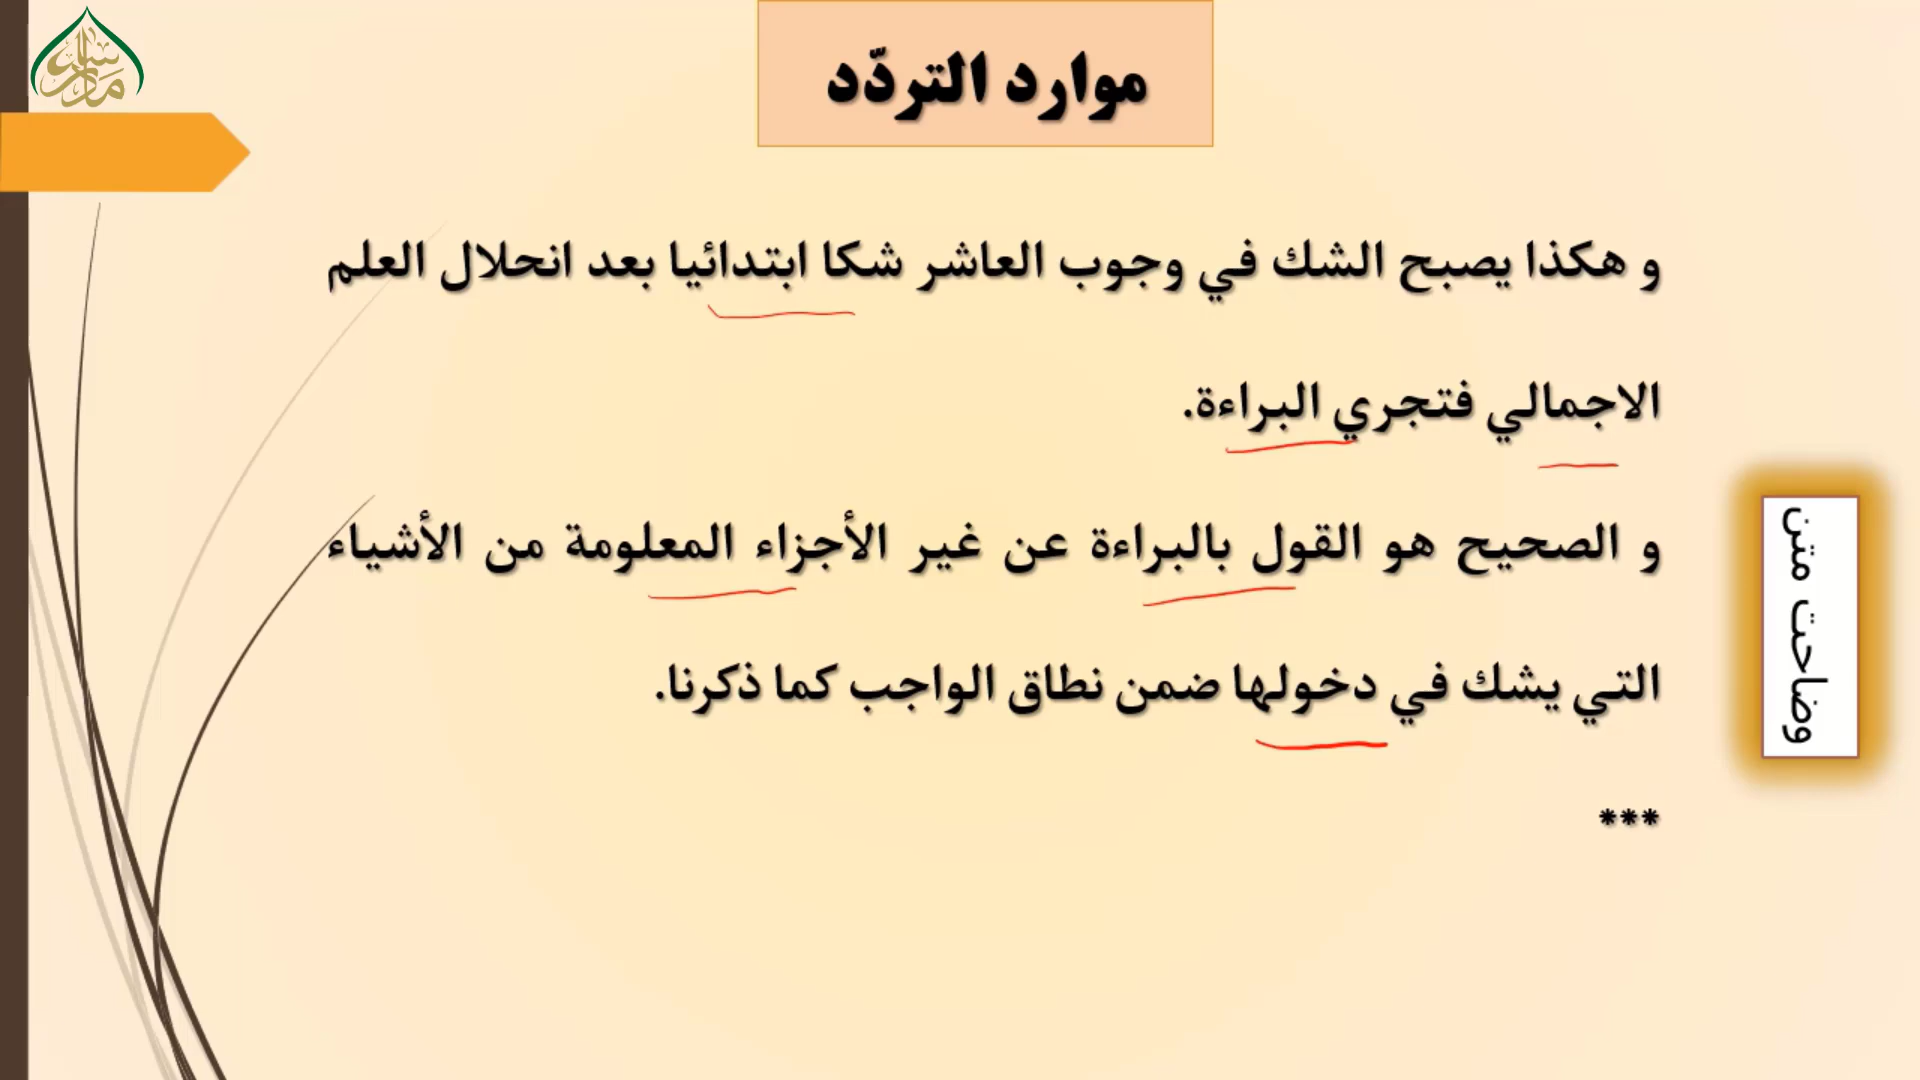 موارد التردّد
و هكذا يصبح الشك في وجوب العاشر شكا ابتدائيا بعد انحلال العلم
الاجمالي فتجري البراءة.
و الصحيح هو القول بالبراءة عن غير الأجزاء المعلومة من الأشياء
التي يشك في دخولها ضمن نطاق الواجب كما ذكرنا.
***
وضاحت متن